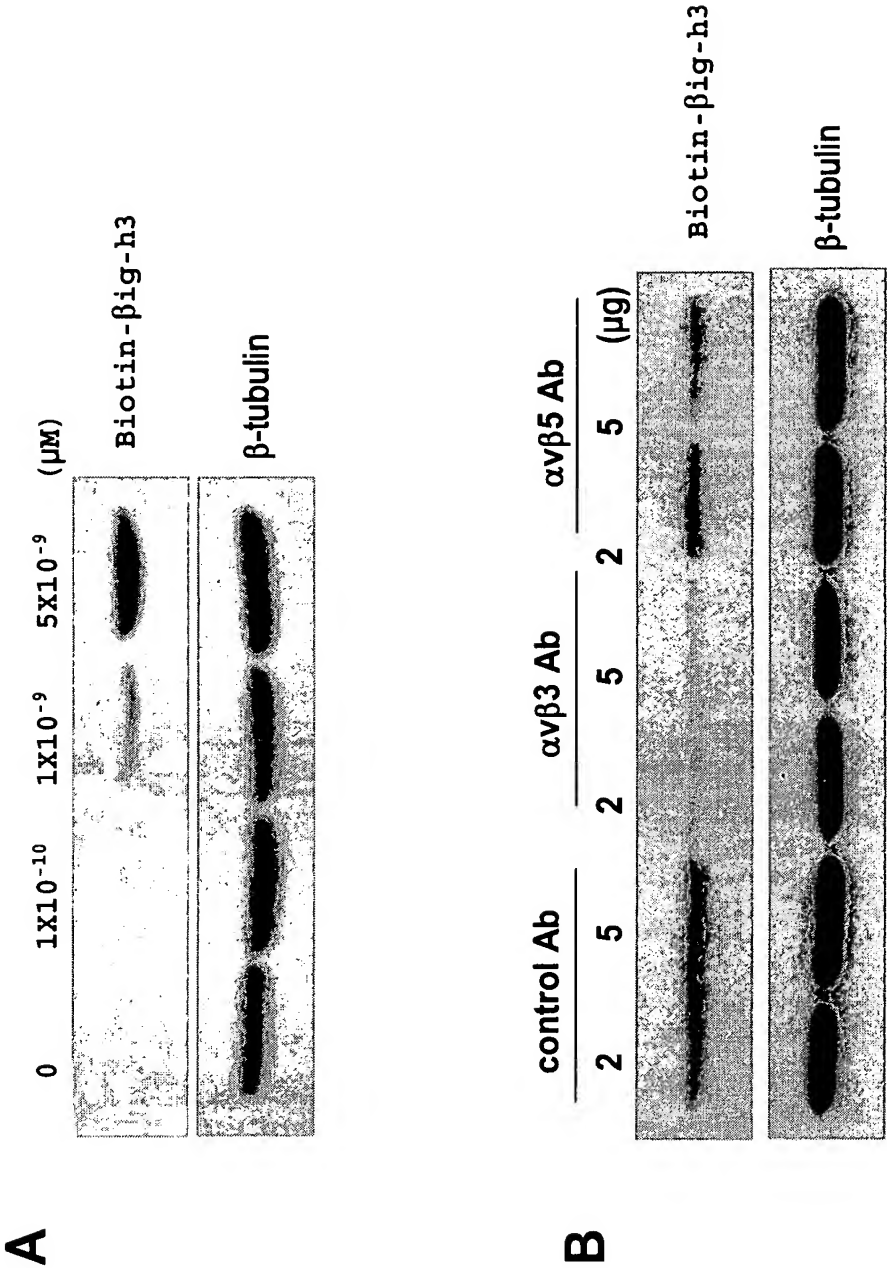 A
0 1X10⁻¹⁰ 1X10⁻⁹ 5X10⁻⁹ (µM)
Biotin-βig-h3
β-tubulin
B
control Ab αvβ3 Ab αvβ5 Ab
2 5 2 5 2 5 (µg)
Biotin-βig-h3
β-tubulin